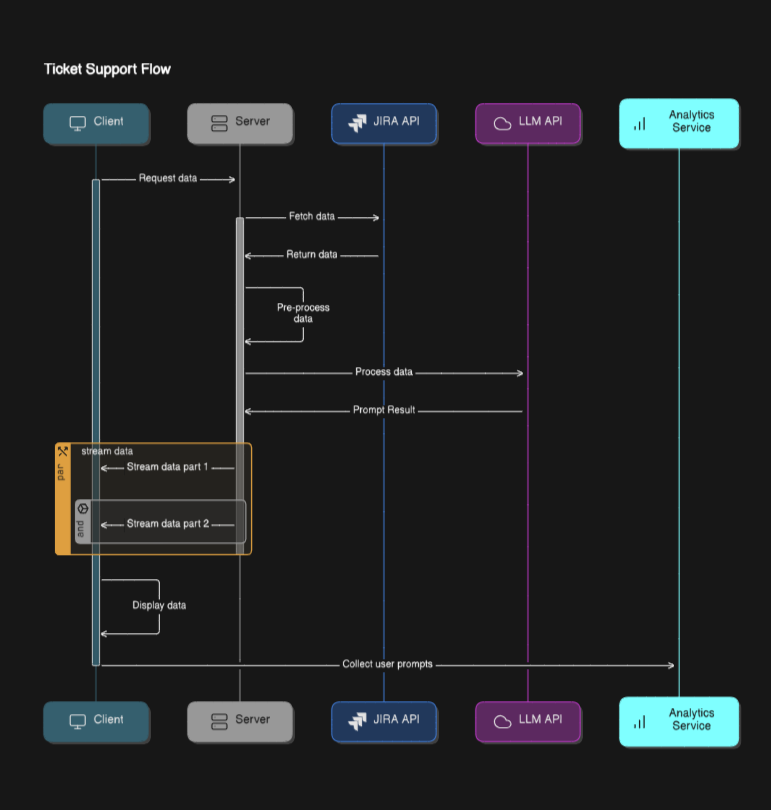 Ticket Support Flow
Client
Server
JIRA API
LLM API
Analytics
Service
Request data
Fetch data
Return data
Pre-process
data
Process data
Prompt Result
par
stream data
Stream data part 1
and
Stream data part 2
Display data
Collect user prompts
Client
Server
JIRA API
LLM API
Analytics
Service